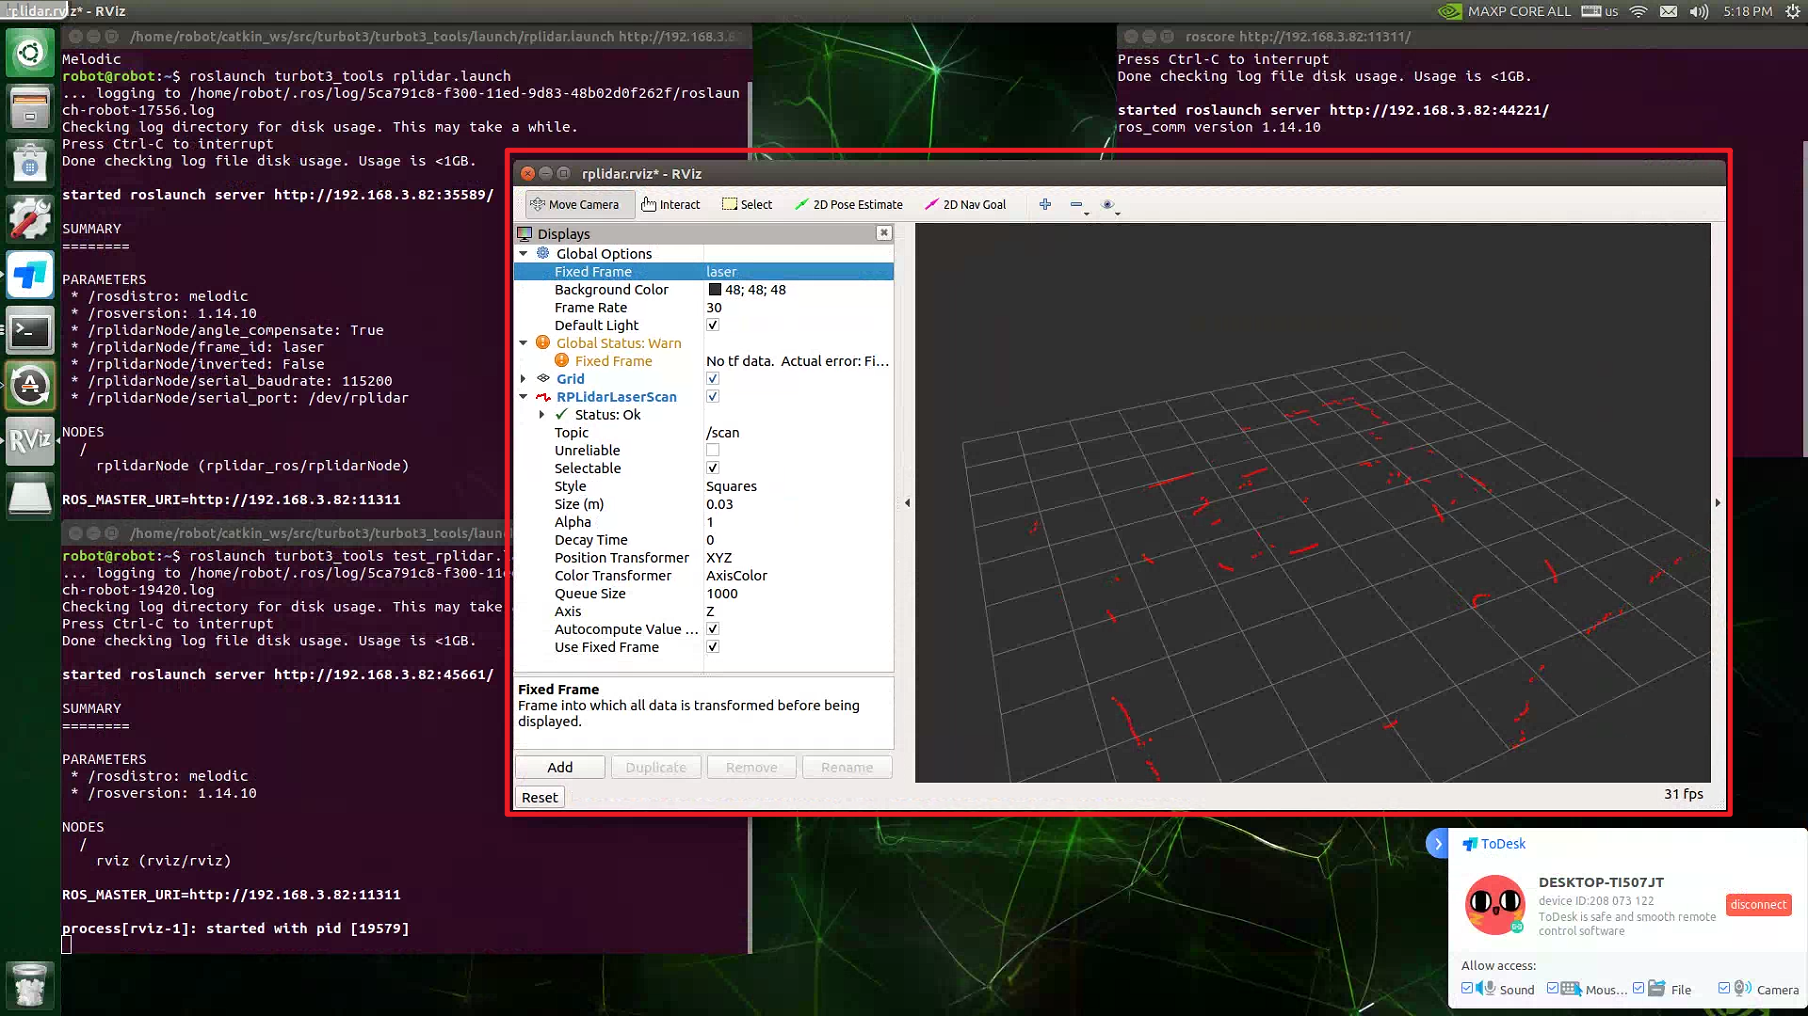 rplidar.rviz* - RViz
MAXP CORE ALL us 5:18 PM
/home/robot/catkin_ws/src/turbot3/turbot3_tools/launch/rplidar.launch http://192.168.3.8
Melodic
robot@robot:~$ roslaunch turbot3_tools rplidar.launch
... logging to /home/robot/.ros/log/5ca791c8-f300-11ed-9d83-48b02d0f262f/roslaun
ch-robot-17556.log
Checking log directory for disk usage. This may take a while.
Press Ctrl-C to interrupt
Done checking log file disk usage. Usage is <1GB.
started roslaunch server http://192.168.3.82:35589/
SUMMARY
========
PARAMETERS
* /rosdistro: melodic
* /rosversion: 1.14.10
* /rplidarNode/angle_compensate: True
* /rplidarNode/frame_id: laser
* /rplidarNode/inverted: False
* /rplidarNode/serial_baudrate: 115200
* /rplidarNode/serial_port: /dev/rplidar
NODES
/
rplidarNode (rplidar_ros/rplidarNode)
ROS_MASTER_URI=http://192.168.3.82:11311
/home/robot/catkin_ws/src/turbot3/turbot3_tools/launc
robot@robot:~$ roslaunch turbot3_tools test_rplidar.
... logging to /home/robot/.ros/log/5ca791c8-f300-11e
ch-robot-19420.log
Checking log directory for disk usage. This may take
Press Ctrl-C to interrupt
Done checking log file disk usage. Usage is <1GB.
started roslaunch server http://192.168.3.82:45661/
SUMMARY
========
PARAMETERS
* /rosdistro: melodic
* /rosversion: 1.14.10
NODES
/
rviz (rviz/rviz)
ROS_MASTER_URI=http://192.168.3.82:11311
process[rviz-1]: started with pid [19579]
roscore http://192.168.3.82:11311/
Press Ctrl-C to interrupt
Done checking log file disk usage. Usage is <1GB.
started roslaunch server http://192.168.3.82:44221/
ros_comm version 1.14.10
rplidar.rviz* - RViz
Move Camera Interact Select 2D Pose Estimate 2D Nav Goal
Displays
Global Options
Fixed Frame laser
Background Color 48; 48; 48
Frame Rate 30
Default Light
Global Status: Warn
Fixed Frame No tf data. Actual error: Fi...
Grid
RPLidarLaserScan
Status: Ok
Topic /scan
Unreliable
Selectable
Style Squares
Size (m) 0.03
Alpha 1
Decay Time 0
Position Transformer XYZ
Color Transformer AxisColor
Queue Size 1000
Axis Z
Autocompute Value ...
Use Fixed Frame
Fixed Frame
Frame into which all data is transformed before being
displayed.
Add Duplicate Remove Rename
Reset
31 fps
RViz
ToDesk
DESKTOP-TI507JT
device ID:208 073 122
ToDesk is safe and smooth remote
control software
disconnect
Allow access:
Sound Mous... File Camera